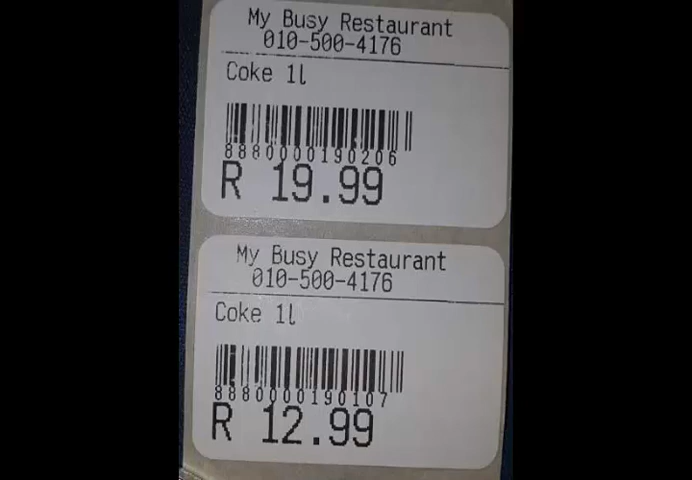 My Busy Restaurant
010-500-4176
Coke 1l
8880000190206
R 19.99
My Busy Restaurant
010-500-4176
Coke 1l
8880000190107
R 12.99